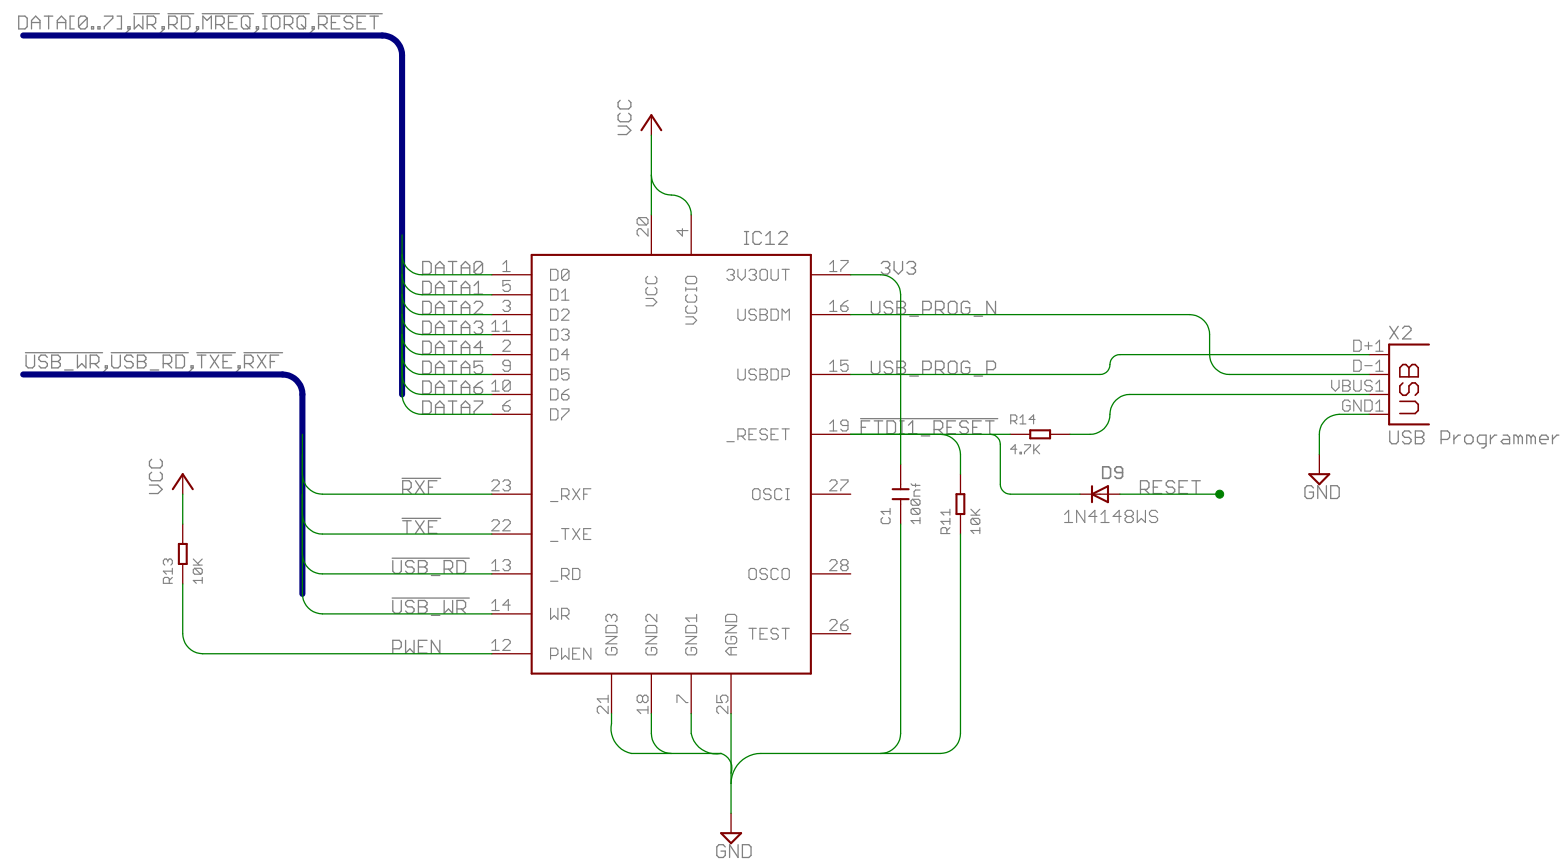 DATA[0..7],WR,RD,MREQ,IORQ,RESET
VCC
20
4
IC12
DATA0 1 D0 VCC VCCIO 3V3OUT 17 3V3
DATA1 5 D1
DATA2 3 D2 USBDM 16 USB_PROG_N
DATA3 11 D3
X2
DATA4 2 D4 D+1
USB_WR,USB_RD,TXE,RXF
DATA5 9 D5 USBDP 15 USB_PROG_P D-1
USB
DATA6 10 D6 VBUS1
DATA7 6 D7 GND1
_RESET 19 FTDI1_RESET R14 4.7K
USB Programmer
VCC
D9
RXF 23 _RXF OSCI 27 RESET
GND
C1 100nf
R11 10K
1N4148WS
TXE 22 _TXE
R13 10K
USB_RD 13 _RD OSCO 28
USB_WR 14 WR
GND3 GND2 GND1 AGND TEST 26
PWEN 12 PWEN
21 18 7 25
GND